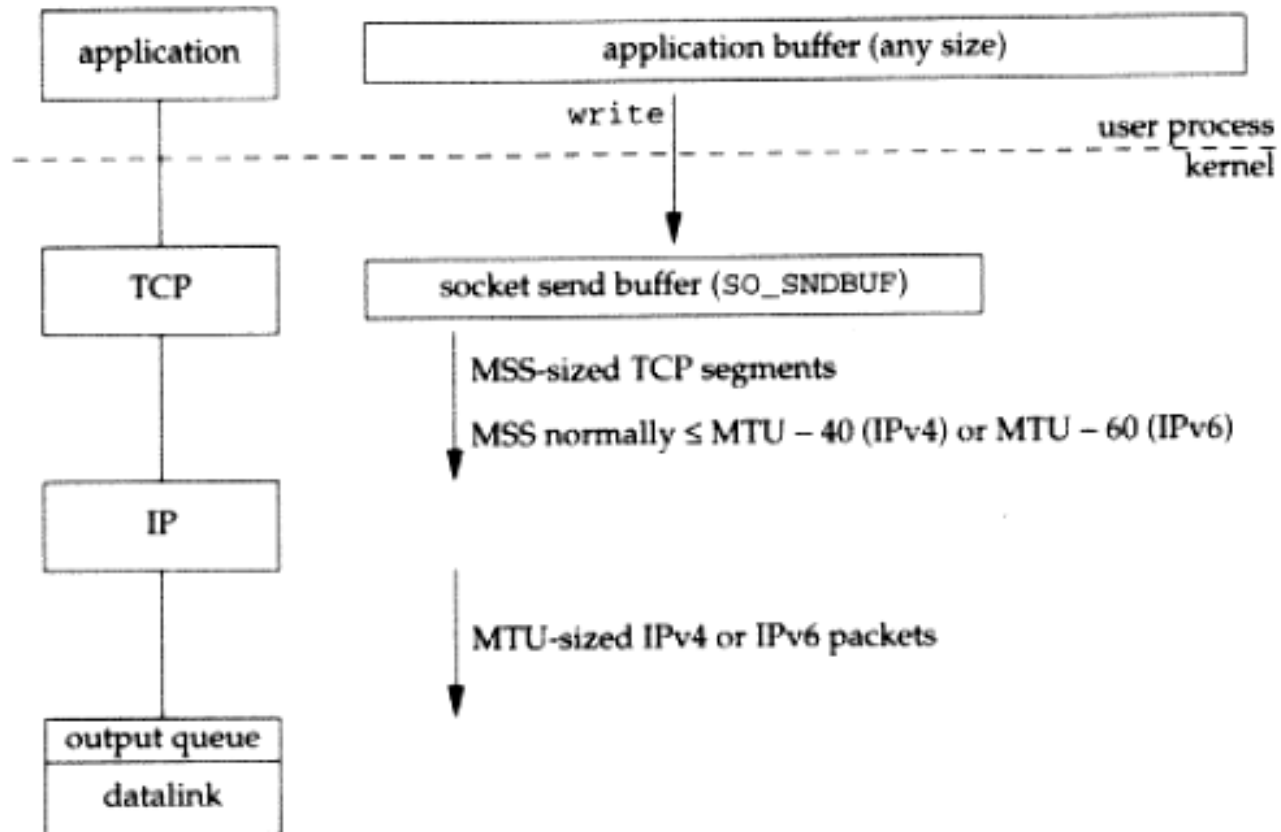 application
application buffer (any size)
write
user process
kernel
TCP
socket send buffer (SO_SNDBUF)
MSS-sized TCP segments
MSS normally ≤ MTU – 40 (IPv4) or MTU – 60 (IPv6)
IP
MTU-sized IPv4 or IPv6 packets
output queue
datalink